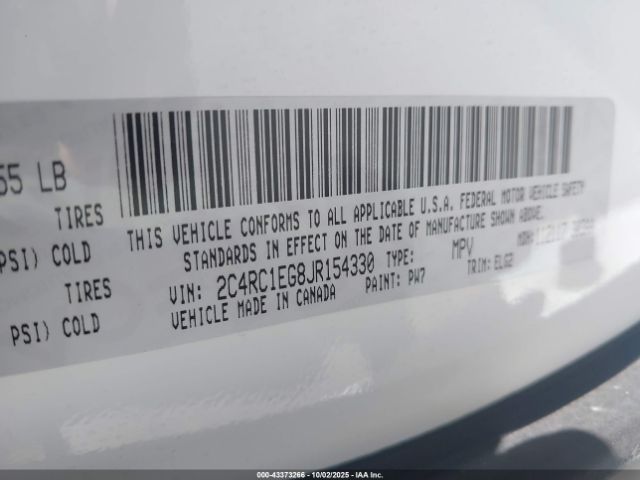 55 LB
TIRES
PSI) COLD
PSI) COLD
THIS VEHICLE CONFORMS TO ALL APPLICABLE U.S.A. FEDERAL MOTOR VEHICLE SAFETY
STANDARDS IN EFFECT ON THE DATE OF MANUFACTURE SHOWN ABOVE.
VIN: 2C4RC1EG8JR154330 TYPE: MPV
VEHICLE MADE IN CANADA PAINT: PW7 TRIM:
000-43373266 - 10/02/2025 - IAA Inc.